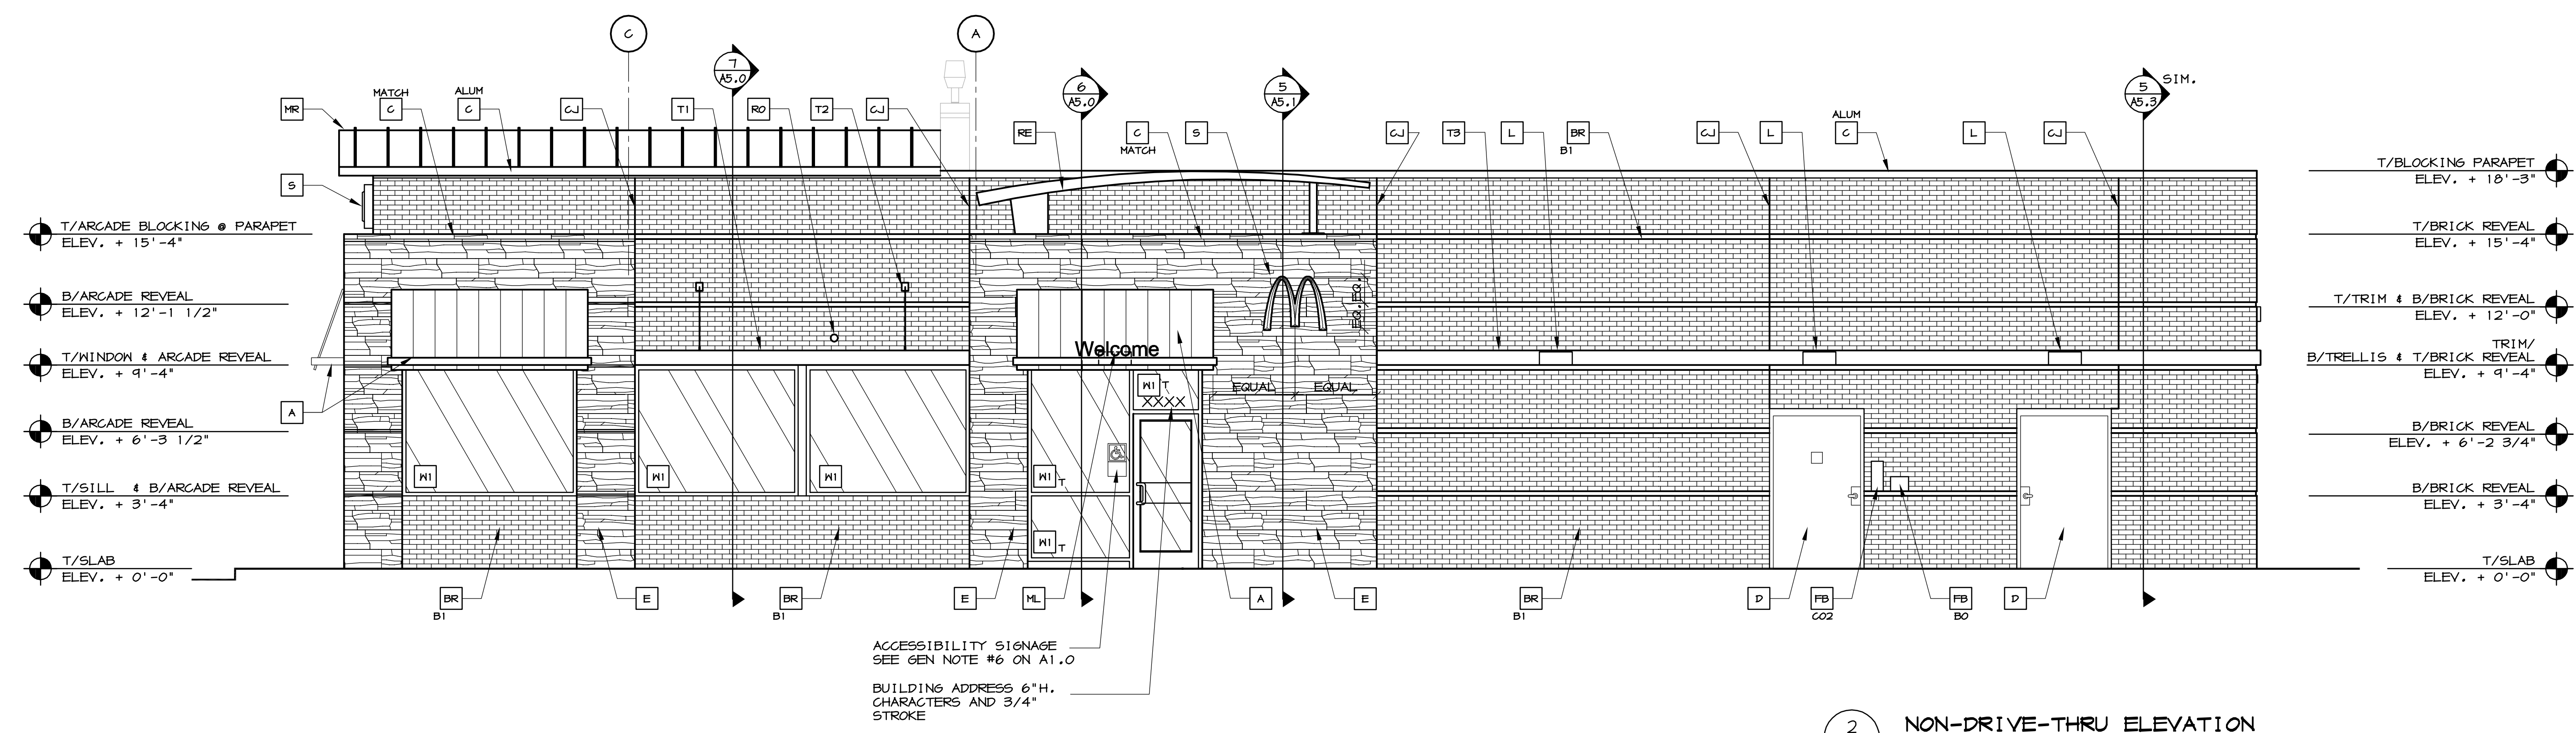 C
A
7
A5.0
6
A5.0
5
A5.1
5
A5.3
SIM.
MR
MATCH
C
ALUM
C
CJ
T1
RO
T2
CJ
RE
C
MATCH
S
CJ
T3
L
BR
B1
CJ
L
ALUM
C
L
CJ
S
A
T/ARCADE BLOCKING @ PARAPET
ELEV. + 15'-4"
B/ARCADE REVEAL
ELEV. + 12'-1 1/2"
T/WINDOW & ARCADE REVEAL
ELEV. + 9'-4"
B/ARCADE REVEAL
ELEV. + 6'-3 1/2"
T/SILL & B/ARCADE REVEAL
ELEV. + 3'-4"
T/SLAB
ELEV. + 0'-0"
Welcome
EQ.
EQ.
EQUAL
EQUAL
W1 T
XXXX
W1
W1
W1
W1 T
W1 T
T/BLOCKING PARAPET
ELEV. + 18'-3"
T/BRICK REVEAL
ELEV. + 15'-4"
T/TRIM & B/BRICK REVEAL
ELEV. + 12'-0"
TRIM/
B/TRELLIS & T/BRICK REVEAL
ELEV. + 9'-4"
B/BRICK REVEAL
ELEV. + 6'-2 3/4"
B/BRICK REVEAL
ELEV. + 3'-4"
T/SLAB
ELEV. + 0'-0"
BR
B1
E
BR
B1
E
ML
A
E
BR
B1
D
FB
CO2
FB
BO
D
ACCESSIBILITY SIGNAGE
SEE GEN NOTE #6 ON A1.0
BUILDING ADDRESS 6"H.
CHARACTERS AND 3/4"
STROKE
2
NON-DRIVE-THRU ELEVATION